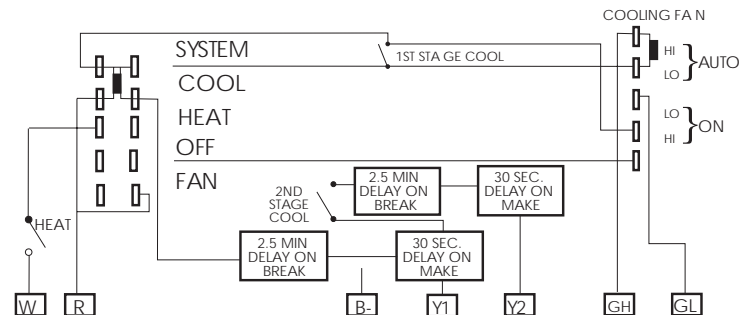 COOLING FA N
SYSTEM
1ST STA GE COOL
HI
LO
AUTO
COOL
HEAT
LO
HI
ON
OFF
FAN
2ND
STAGE
COOL
2.5 MIN
DELAY ON
BREAK
30 SEC.
DELAY ON
MAKE
HEAT
2.5 MIN
DELAY ON
BREAK
30 SEC.
DELAY ON
MAKE
W
R
B-
Y1
Y2
GH
GL